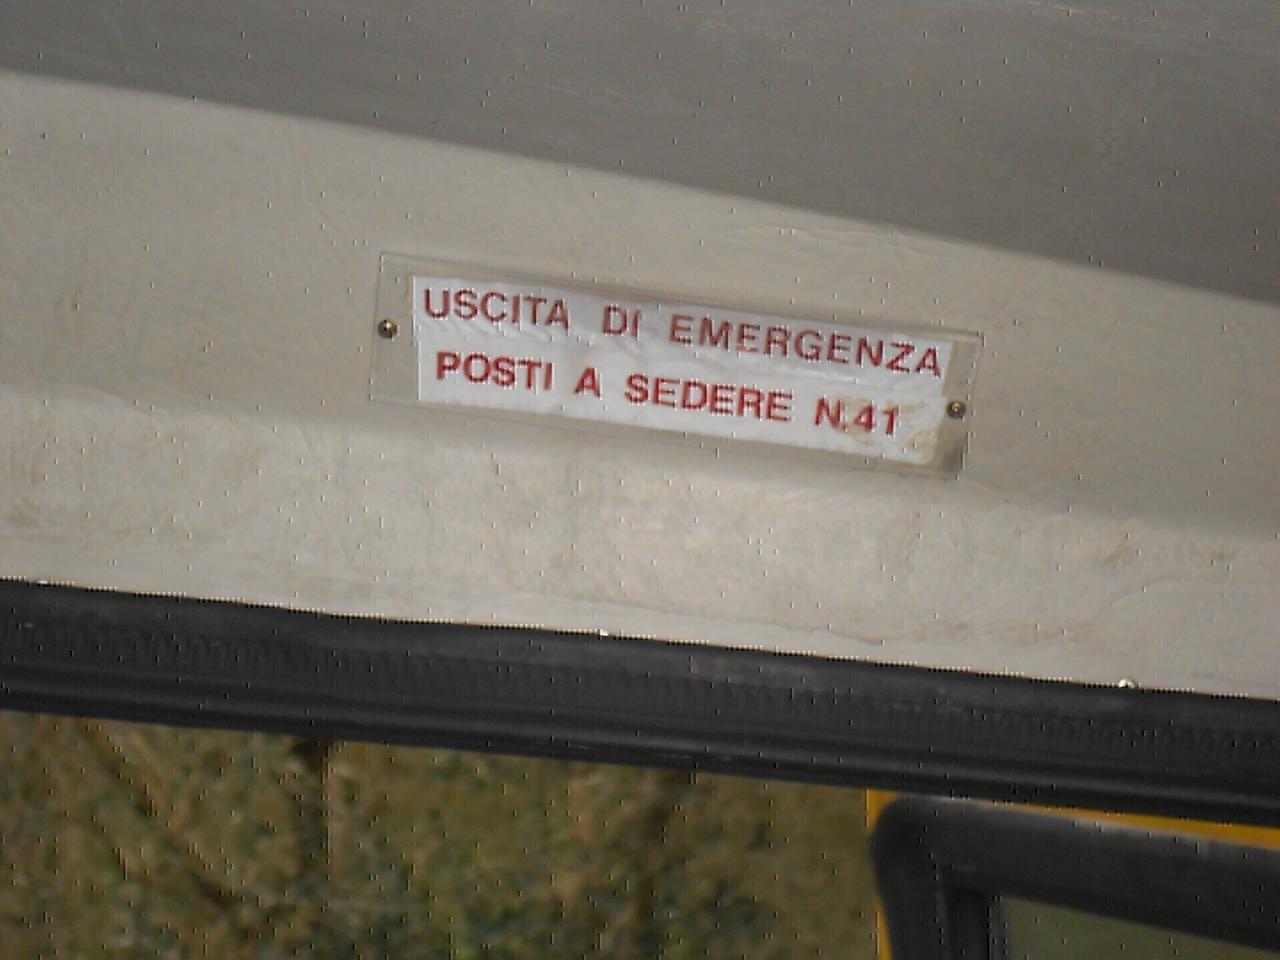 USCITA DI EMERGENZA
POSTI A SEDERE N.41